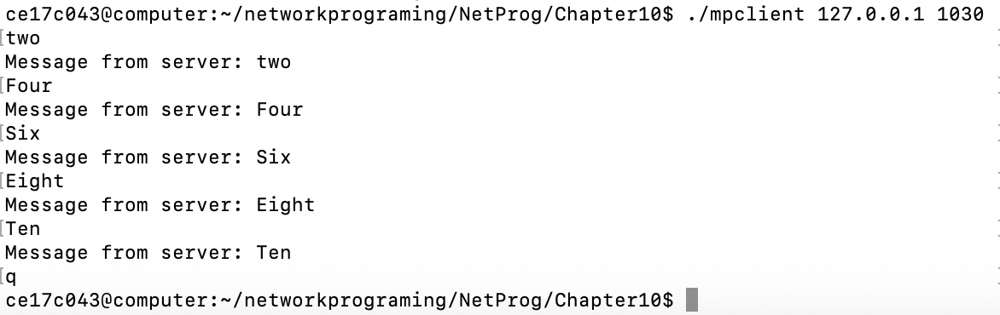 ce17c043@computer:~/networkprograming/NetProg/Chapter10$ ./mpclient 127.0.0.1 1030
[two
Message from server: two
[Four
Message from server: Four
[Six
Message from server: Six
[Eight
Message from server: Eight
[Ten
Message from server: Ten
[q
ce17c043@computer:~/networkprograming/NetProg/Chapter10$